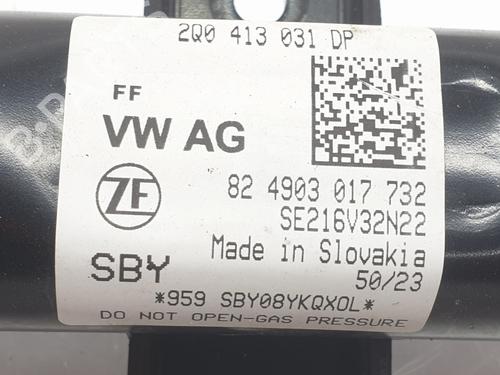 2Q0 413 031 DP
FF
VW AG
ZF
82 4903 017 732
SE216V32N22
Made in Slovakia
SBY
50/23
*959 SBY08YKQXOL*
DO NOT OPEN-GAS PRESSURE